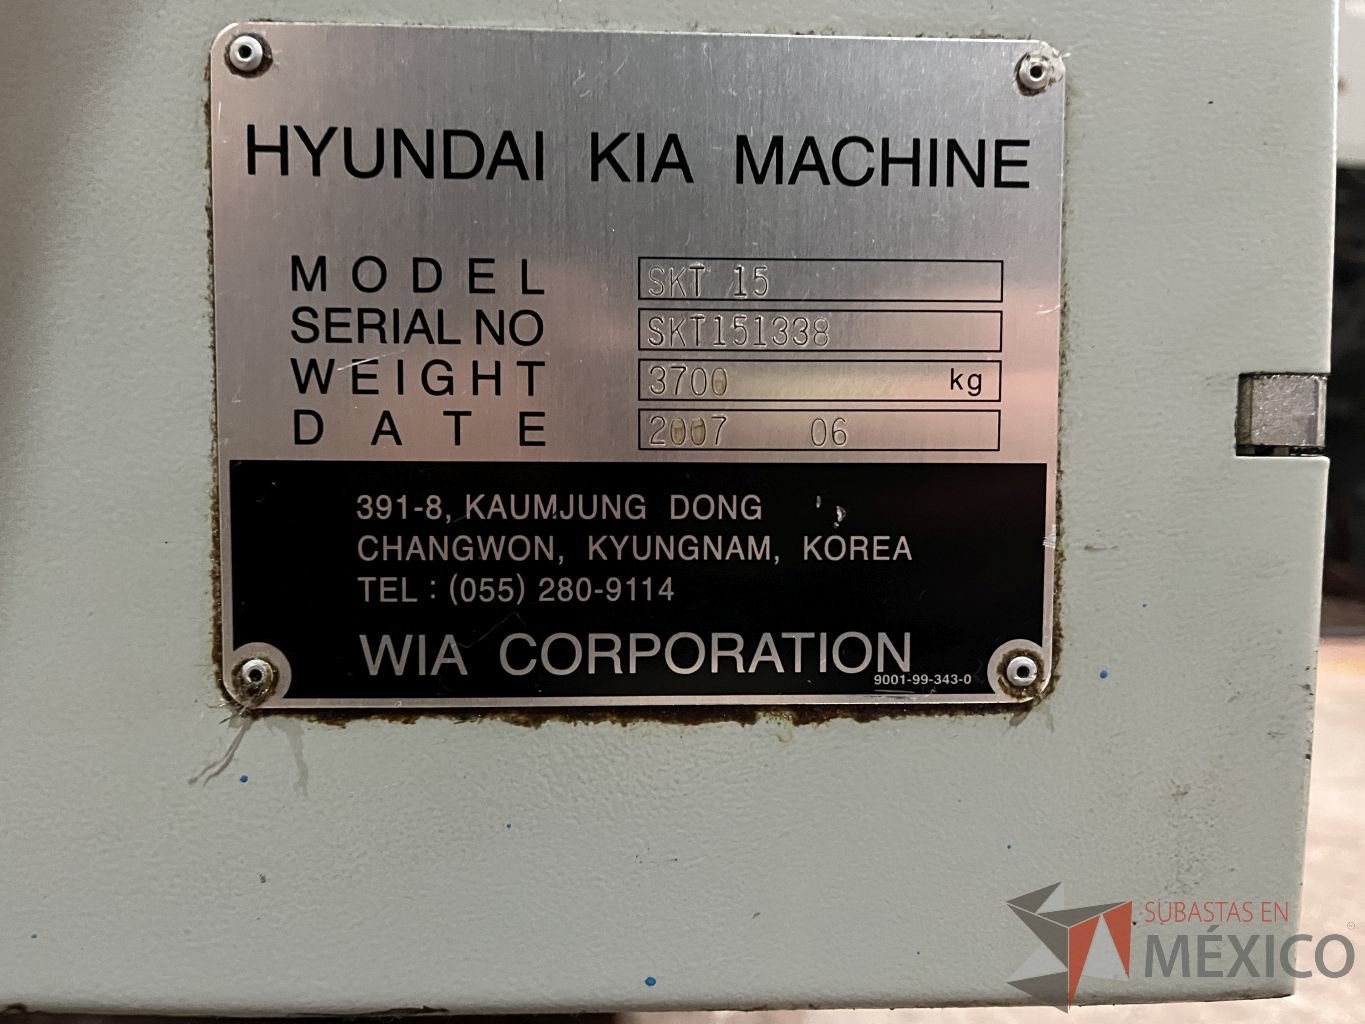 HYUNDAI KIA MACHINE
MODEL SKT 15
SERIAL NO SKT151338
WEIGHT 3700 kg
DATE 2007 06
391-8, KAUMJUNG DONG
CHANGWON, KYUNGNAM, KOREA
TEL : (055) 280-9114
WIA CORPORATION
9001-99-343-0
SUBASTAS EN
MÉXICO